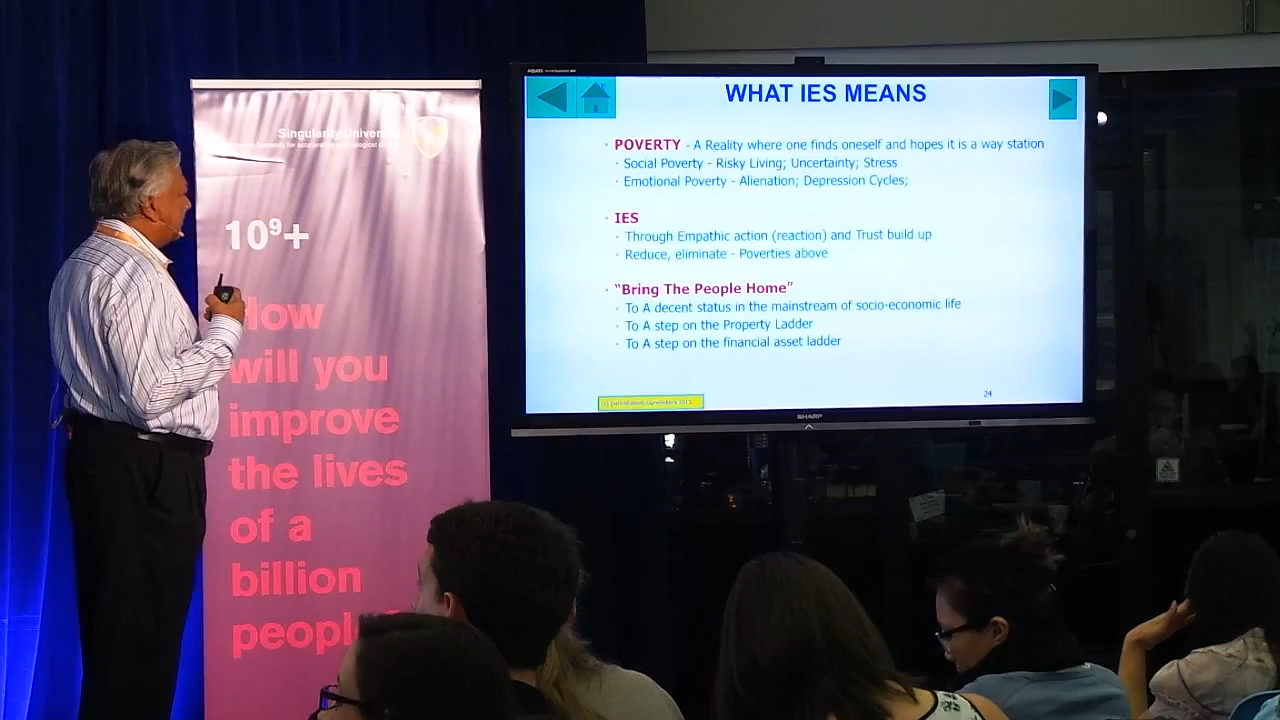 Singularity University
10⁹+
How
will you
improve
the lives
of a
billion
people
WHAT IES MEANS
POVERTY - A Reality where one finds oneself and hopes it is a way station
Social Poverty - Risky Living; Uncertainty; Stress
Emotional Poverty - Alienation; Depression Cycles;
IES
Through Empathic action (reaction) and Trust build up
Reduce, eliminate - Poverties above
“Bring The People Home”
To A decent status in the mainstream of socio-economic life
To A step on the Property Ladder
To A step on the financial asset ladder
24
SHARP